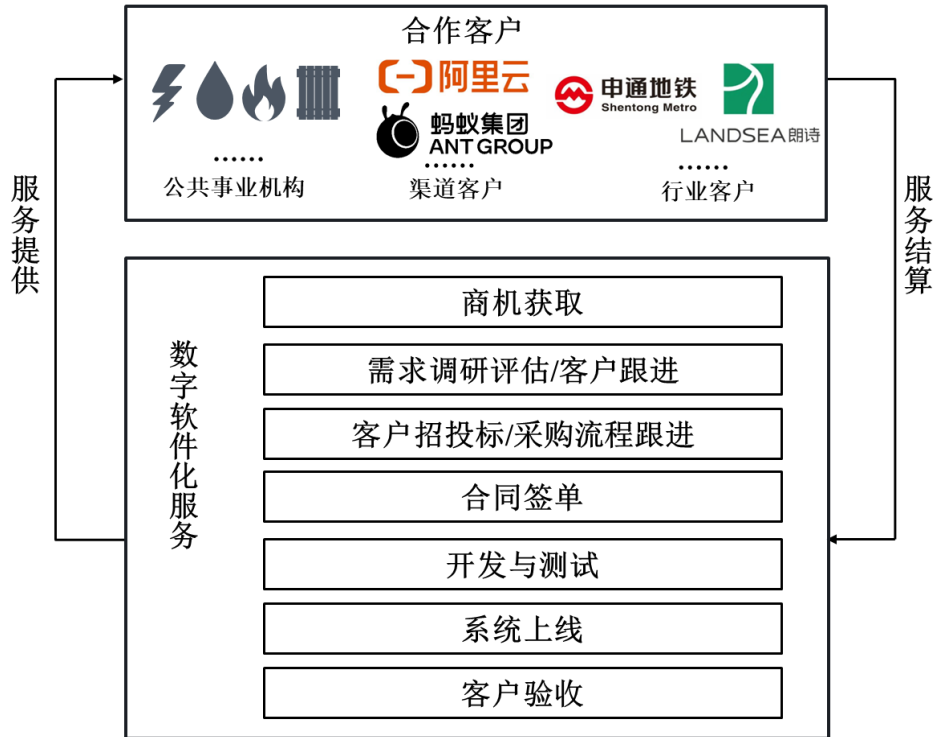 合作客户
阿里云
蚂蚁集团
ANT GROUP
申通地铁
Shentong Metro
LANDSEA朗诗
……
……
……
公共事业机构
渠道客户
行业客户
服务提供
服务结算
数字软件化服务
商机获取
需求调研评估/客户跟进
客户招投标/采购流程跟进
合同签单
开发与测试
系统上线
客户验收